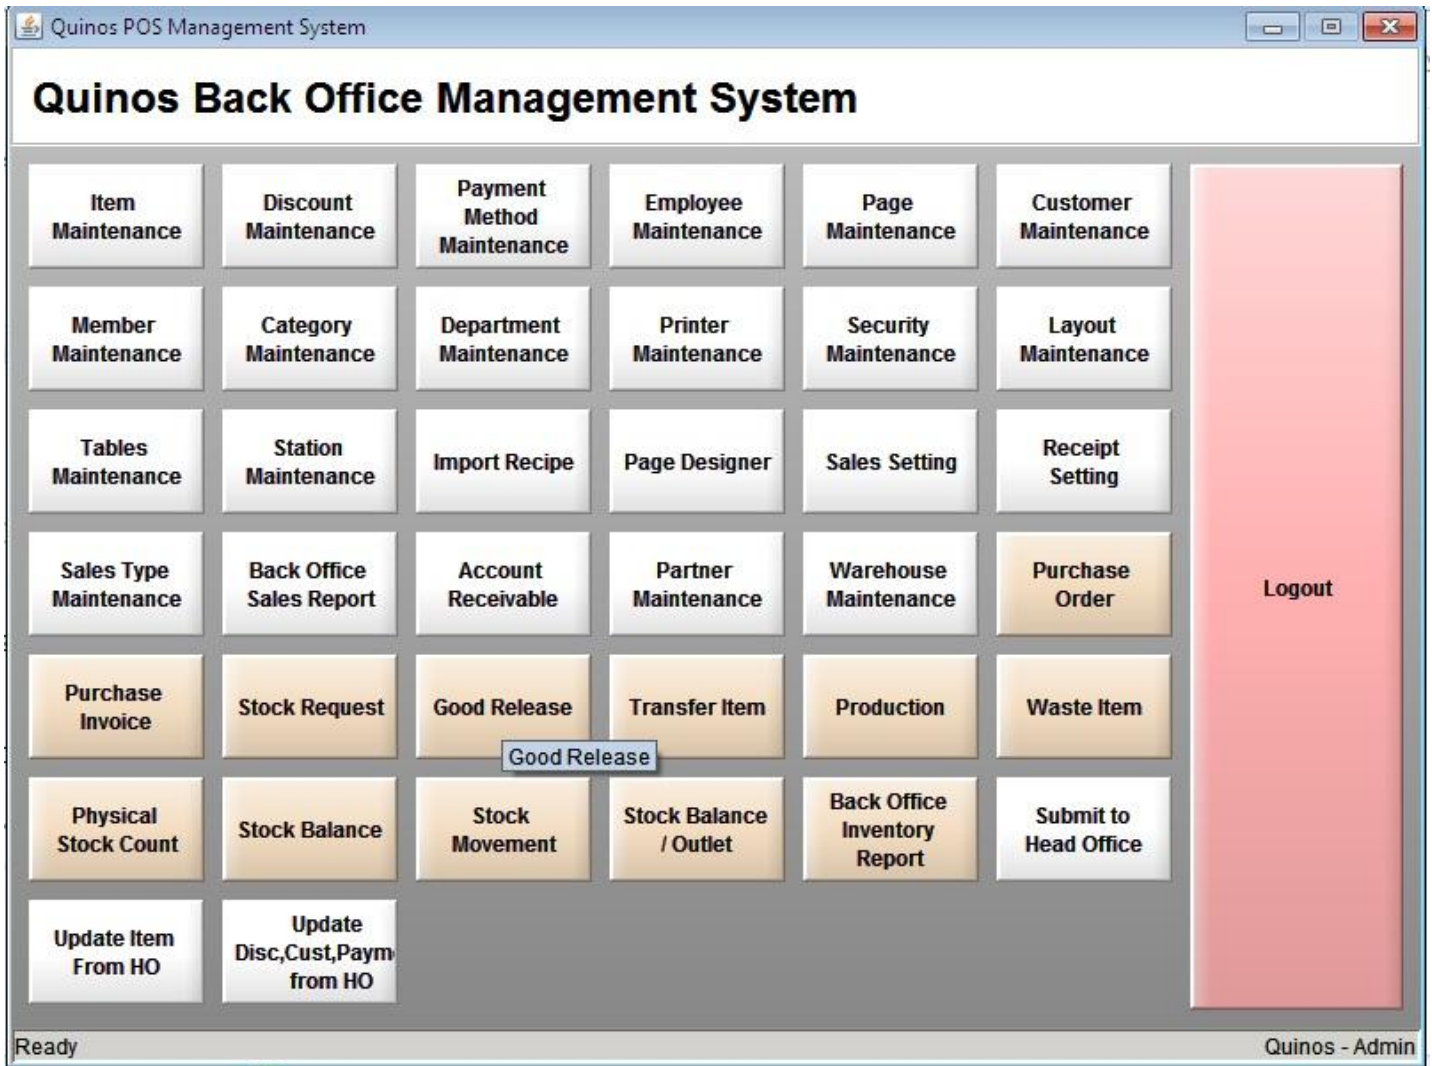 Quinos POS Management System
Quinos Back Office Management System
Item
Maintenance
Discount
Maintenance
Payment
Method
Maintenance
Employee
Maintenance
Page
Maintenance
Customer
Maintenance
Member
Maintenance
Category
Maintenance
Department
Maintenance
Printer
Maintenance
Security
Maintenance
Layout
Maintenance
Tables
Maintenance
Station
Maintenance
Import Recipe
Page Designer
Sales Setting
Receipt
Setting
Sales Type
Maintenance
Back Office
Sales Report
Account
Receivable
Partner
Maintenance
Warehouse
Maintenance
Purchase
Order
Logout
Purchase
Invoice
Stock Request
Good Release
Transfer Item
Production
Waste Item
Good Release
Physical
Stock Count
Stock Balance
Stock
Movement
Stock Balance
/ Outlet
Back Office
Inventory
Report
Submit to
Head Office
Update Item
From HO
Update
Disc,Cust,Paym
from HO
Ready
Quinos - Admin